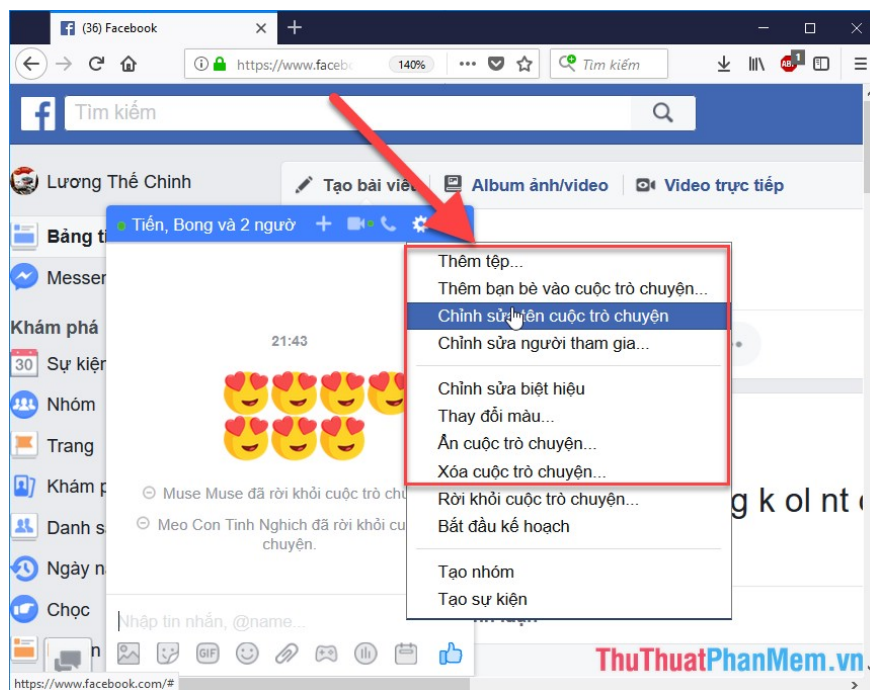 (36) Facebook
https://www.faceb
140%
Tìm kiếm
ABP
1
Tìm kiếm
Lương Thế Chinh
Tạo bài viết
Album ảnh/video
Video trực tiếp
Bảng ti
Tiến, Bong và 2 ngườ
Messer
Khám phá
30
Sự kiện
Nhóm
Trang
Khám p
Danh s
Ngày n
Chọc
n
21:43
Muse Muse đã rời khỏi cuộc trò chu
Meo Con Tinh Nghich đã rời khỏi cu
chuyện.
Nhập tin nhắn, @name...
GIF
Thêm tệp...
Thêm bạn bè vào cuộc trò chuyện...
Chỉnh sửa tên cuộc trò chuyện
Chỉnh sửa người tham gia...
Chỉnh sửa biệt hiệu
Thay đổi màu...
Ẩn cuộc trò chuyện...
Xóa cuộc trò chuyện...
Rời khỏi cuộc trò chuyện...
Bắt đầu kế hoạch
Tạo nhóm
Tạo sự kiện
g k ol nt
ThuThuatPhanMem.vn
https://www.facebook.com/#